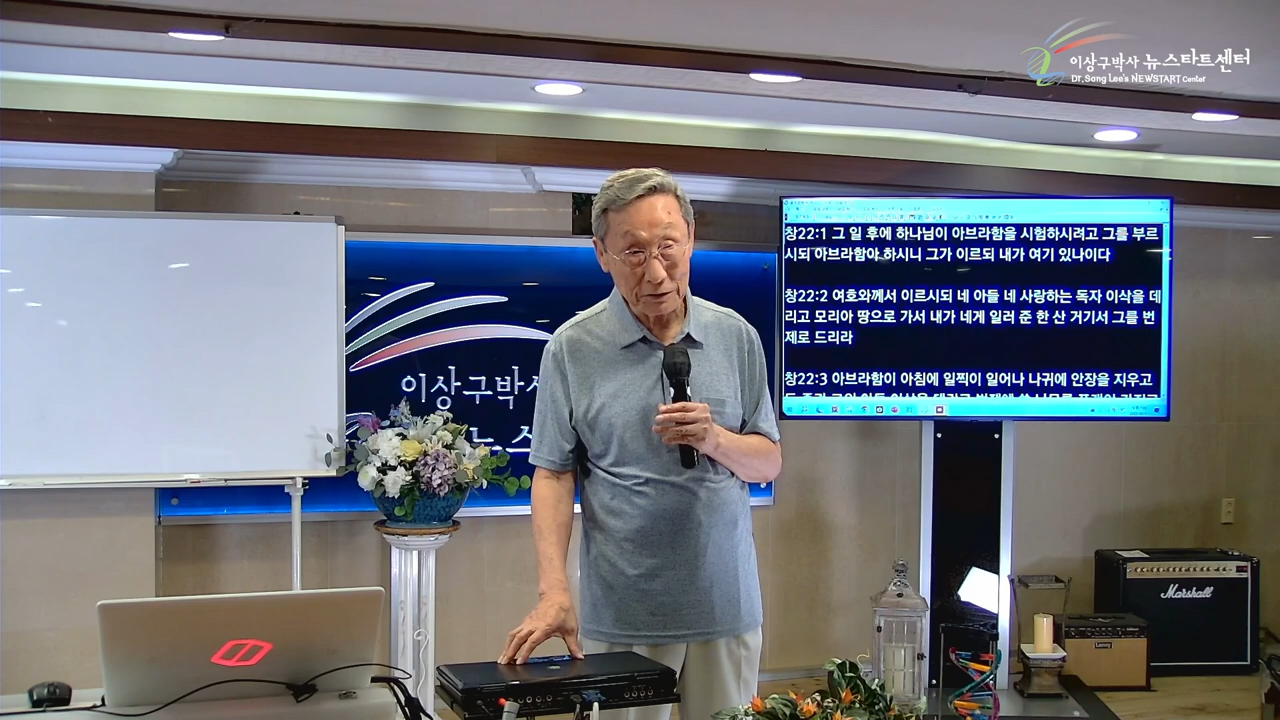 이상구박사 뉴스타트센터
Dr. Sang Lee's NEWSTART Center
창22:1 그 일 후에 하나님이 아브라함을 시험하시려고 그를 부르
시되 아브라함아 하시니 그가 이르되 내가 여기 있나이다
창22:2 여호와께서 이르시되 네 아들 네 사랑하는 독자 이삭을 데
리고 모리아 땅으로 가서 내가 네게 일러 준 한 산 거기서 그를 번
제로 드리라
창22:3 아브라함이 아침에 일찍이 일어나 나귀에 안장을 지우고
이상구박사
뉴스
Marshall
Laney